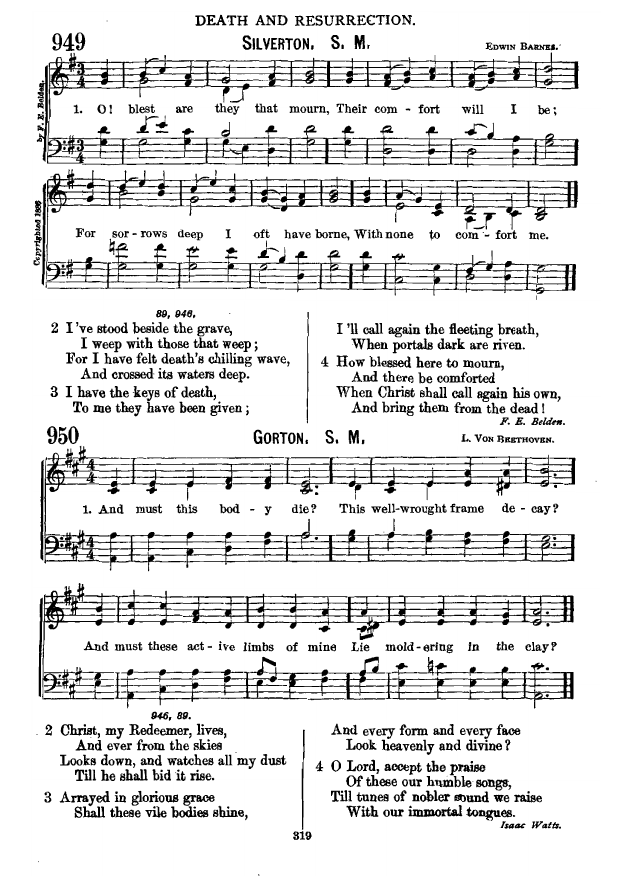 DEATH AND RESURRECTION.
949 SILVERTON. S. M. EDWIN BARNES.
1. O! blest are they that mourn, Their com - fort will I be;
For sor - rows deep I oft have borne, With none to com - fort me.
Copyrighted 1886 by F. E. Belden.
89, 946.
2 I've stood beside the grave,
I weep with those that weep;
For I have felt death's chilling wave,
And crossed its waters deep.
3 I have the keys of death,
To me they have been given;
I'll call again the fleeting breath,
When portals dark are riven.
4 How blessed here to mourn,
And there be comforted
When Christ shall call again his own,
And bring them from the dead!
F. E. Belden.
950 GORTON. S. M. L. VON BEETHOVEN.
1. And must this bod - y die? This well-wrought frame de - cay?
And must these act - ive limbs of mine Lie mold - ering in the clay?
946, 89.
2 Christ, my Redeemer, lives,
And ever from the skies
Looks down, and watches all my dust
Till he shall bid it rise.
3 Arrayed in glorious grace
Shall these vile bodies shine,
And every form and every face
Look heavenly and divine?
4 O Lord, accept the praise
Of these our humble songs,
Till tunes of nobler sound we raise
With our immortal tongues.
Isaac Watts.
319